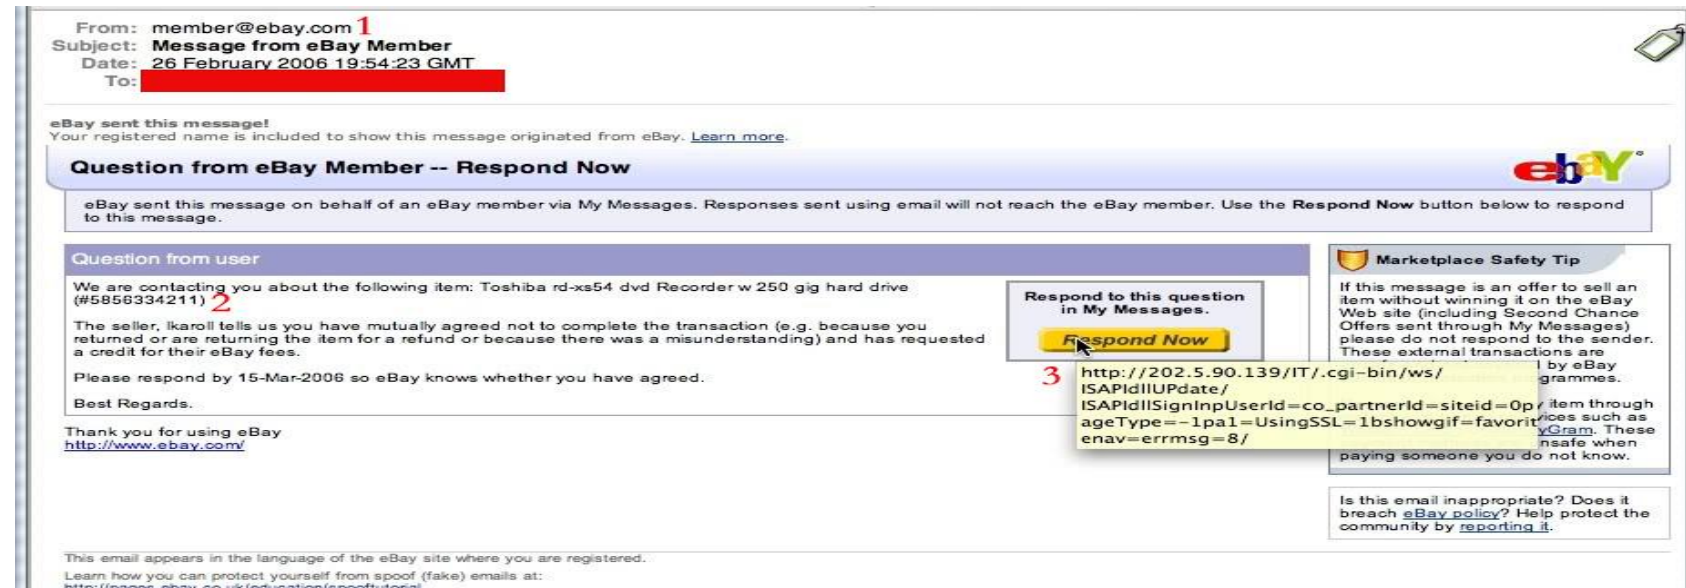 From: member@ebay.com 1
Subject: Message from eBay Member
Date: 26 February 2006 19:54:23 GMT
To:
eBay sent this message!
Your registered name is included to show this message originated from eBay. Learn more.
Question from eBay Member -- Respond Now
ebaY
eBay sent this message on behalf of an eBay member via My Messages. Responses sent using email will not reach the eBay member. Use the Respond Now button below to respond
to this message.
Question from user
We are contacting you about the following item: Toshiba rd-xs54 dvd Recorder w 250 gig hard drive
(#5856334211) 2
The seller, lkaroll tells us you have mutually agreed not to complete the transaction (e.g. because you
returned or are returning the item for a refund or because there was a misunderstanding) and has requested
a credit for their eBay fees.
Please respond by 15-Mar-2006 so eBay knows whether you have agreed.
Best Regards.
Respond to this question
in My Messages.
Respond Now
3
http://202.5.90.139/IT/.cgi-bin/ws/
ISAPIdllUPdate/
ISAPIdllSignInpUserId=co_partnerId=siteid=0p
ageType=-1pa1=UsingSSL=1bshowgif=favorit
enav=errmsg=8/
Marketplace Safety Tip
If this message is an offer to sell an
item without winning it on the eBay
Web site (including Second Chance
Offers sent through My Messages)
please do not respond to the sender.
These external transactions are
by eBay
grammes.
item through
ices such as
yGram. These
nsafe when
paying someone you do not know.
Thank you for using eBay
http://www.ebay.com/
Is this email inappropriate? Does it
breach eBay policy? Help protect the
community by reporting it.
This email appears in the language of the eBay site where you are registered.
Learn how you can protect yourself from spoof (fake) emails at: